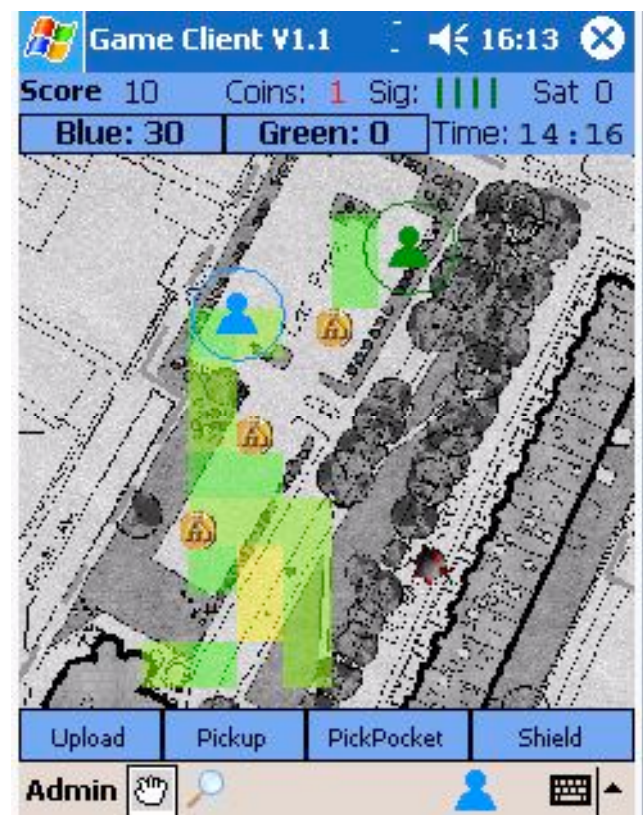 Game Client V1.1 16:13
Score 10 Coins: 1 Sig: Sat 0
Blue: 30 Green: 0 Time: 14:16
Upload Pickup PickPocket Shield
Admin